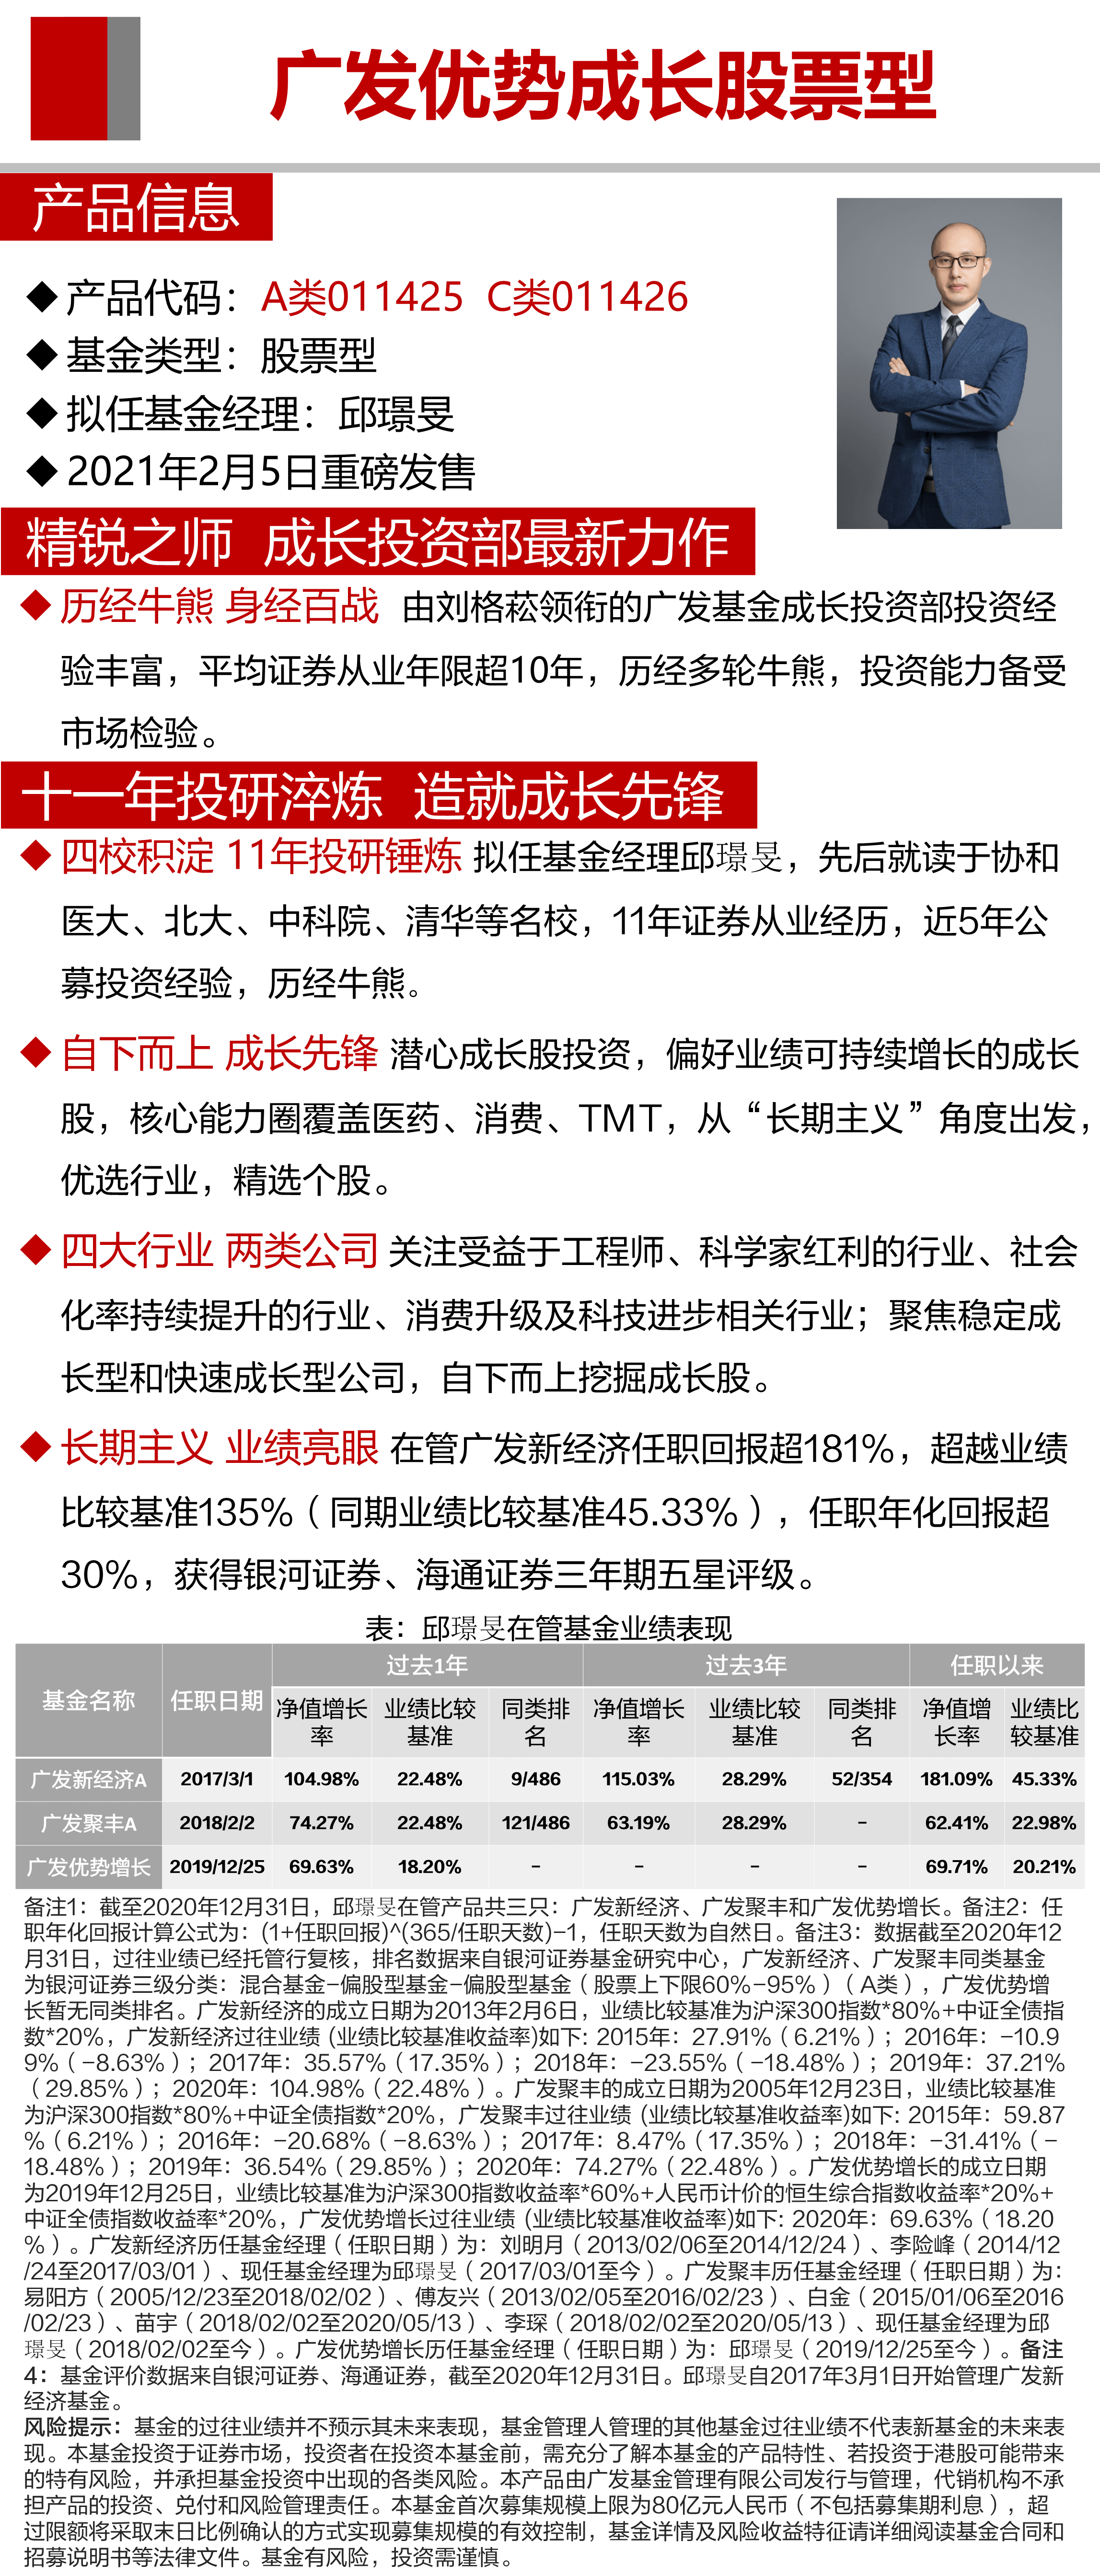 广发优势成长股票型
产品信息
◆产品代码：A类011425 C类011426
◆基金类型：股票型
◆拟任基金经理：邱璟旻
◆2021年2月5日重磅发售
精锐之师 成长投资部最新力作
◆历经牛熊 身经百战 由刘格菘领衔的广发基金成长投资部投资经
验丰富，平均证券从业年限超10年，历经多轮牛熊，投资能力备受
市场检验。
十一年投研淬炼 造就成长先锋
◆四校积淀 11年投研锤炼 拟任基金经理邱璟旻，先后就读于协和
医大、北大、中科院、清华等名校，11年证券从业经历，近5年公
募投资经验，历经牛熊。
◆自下而上 成长先锋 潜心成长股投资，偏好业绩可持续增长的成长
股，核心能力圈覆盖医药、消费、TMT，从“长期主义”角度出发，
优选行业，精选个股。
◆四大行业 两类公司 关注受益于工程师、科学家红利的行业、社会
化率持续提升的行业、消费升级及科技进步相关行业；聚焦稳定成
长型和快速成长型公司，自下而上挖掘成长股。
◆长期主义 业绩亮眼 在管广发新经济任职回报超181%，超越业绩
比较基准135%（同期业绩比较基准45.33%），任职年化回报超
30%，获得银河证券、海通证券三年期五星评级。
表：邱璟旻在管基金业绩表现
基金名称 任职日期 过去1年 过去3年 任职以来
净值增长率 业绩比较基准 同类排名 净值增长率 业绩比较基准 同类排名 净值增长率 业绩比较基准
广发新经济A 2017/3/1 104.98% 22.48% 9/486 115.03% 28.29% 52/354 181.09% 45.33%
广发聚丰A 2018/2/2 74.27% 22.48% 121/486 63.19% 28.29% - 62.41% 22.98%
广发优势增长 2019/12/25 69.63% 18.20% - - - - 69.71% 20.21%
备注1：截至2020年12月31日，邱璟旻在管产品共三只：广发新经济、广发聚丰和广发优势增长。备注2：任
职年化回报计算公式为：(1+任职回报)^(365/任职天数)-1，任职天数为自然日。备注3：数据截至2020年12
月31日，过往业绩已经托管行复核，排名数据来自银河证券基金研究中心，广发新经济、广发聚丰同类基金
为银河证券三级分类：混合基金-偏股型基金-偏股型基金（股票上下限60%-95%）（A类），广发优势增
长暂无同类排名。广发新经济的成立日期为2013年2月6日，业绩比较基准为沪深300指数*80%+中证全债指
数*20%，广发新经济过往业绩 (业绩比较基准收益率)如下: 2015年：27.91%（6.21%）；2016年：-10.9
9%（-8.63%）；2017年：35.57%（17.35%）；2018年：-23.55%（-18.48%）；2019年：37.21%
（29.85%）；2020年：104.98%（22.48%）。广发聚丰的成立日期为2005年12月23日，业绩比较基准
为沪深300指数*80%+中证全债指数*20%，广发聚丰过往业绩 (业绩比较基准收益率)如下: 2015年：59.87
%（6.21%）；2016年：-20.68%（-8.63%）；2017年：8.47%（17.35%）；2018年：-31.41%（-
18.48%）；2019年：36.54%（29.85%）；2020年：74.27%（22.48%）。广发优势增长的成立日期
为2019年12月25日，业绩比较基准为沪深300指数收益率*60%+人民币计价的恒生综合指数收益率*20%+
中证全债指数收益率*20%，广发优势增长过往业绩 (业绩比较基准收益率)如下: 2020年：69.63%（18.20
%）。广发新经济历任基金经理（任职日期）为：刘明月（2013/02/06至2014/12/24）、李险峰（2014/12
/24至2017/03/01）、现任基金经理为邱璟旻（2017/03/01至今）。广发聚丰历任基金经理（任职日期）为：
易阳方（2005/12/23至2018/02/02）、傅友兴（2013/02/05至2016/02/23）、白金（2015/01/06至2016
/02/23）、苗宇（2018/02/02至2020/05/13）、李琛（2018/02/02至2020/05/13）、现任基金经理为邱
璟旻（2018/02/02至今）。广发优势增长历任基金经理（任职日期）为：邱璟旻（2019/12/25至今）。备注
4：基金评价数据来自银河证券、海通证券，截至2020年12月31日。邱璟旻自2017年3月1日开始管理广发新
经济基金。
风险提示：基金的过往业绩并不预示其未来表现，基金管理人管理的其他基金过往业绩不代表新基金的未来表
现。本基金投资于证券市场，投资者在投资本基金前，需充分了解本基金的产品特性、若投资于港股可能带来
的特有风险，并承担基金投资中出现的各类风险。本产品由广发基金管理有限公司发行与管理，代销机构不承
担产品的投资、兑付和风险管理责任。本基金首次募集规模上限为80亿元人民币（不包括募集期利息），超
过限额将采取末日比例确认的方式实现募集规模的有效控制，基金详情及风险收益特征请详细阅读基金合同和
招募说明书等法律文件。基金有风险，投资需谨慎。